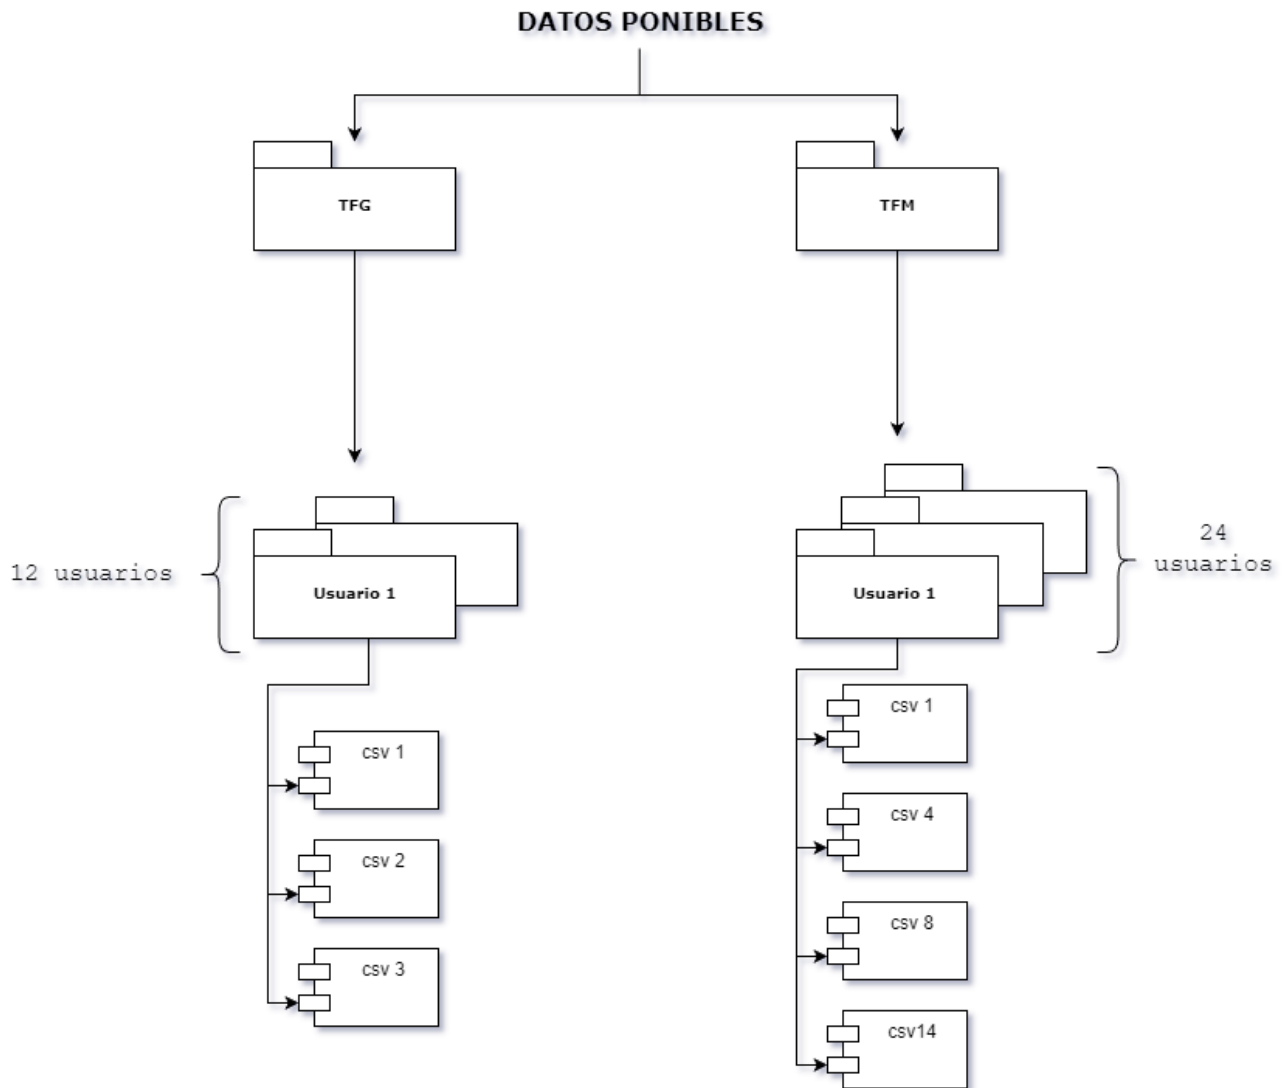 DATOS PONIBLES
TFG
TFM
12 usuarios
Usuario 1
Usuario 1
24
usuarios
csv 1
csv 2
csv 3
csv 1
csv 4
csv 8
csv14